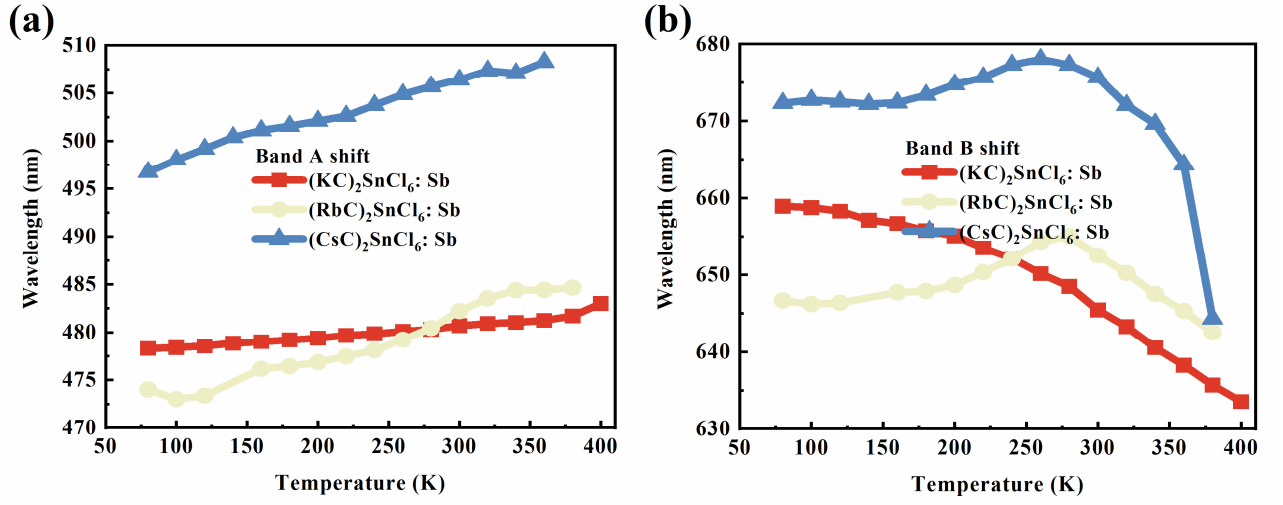 (a)
510
505
500
495
490
485
480
475
470
Wavelength (nm)
Band A shift
(KC)₂SnCl₆: Sb
(RbC)₂SnCl₆: Sb
(CsC)₂SnCl₆: Sb
50 100 150 200 250 300 350 400
Temperature (K)
(b)
680
670
660
650
640
630
Wavelength (nm)
Band B shift
(KC)₂SnCl₆: Sb
(RbC)₂SnCl₆: Sb
(CsC)₂SnCl₆: Sb
50 100 150 200 250 300 350 400
Temperature (K)